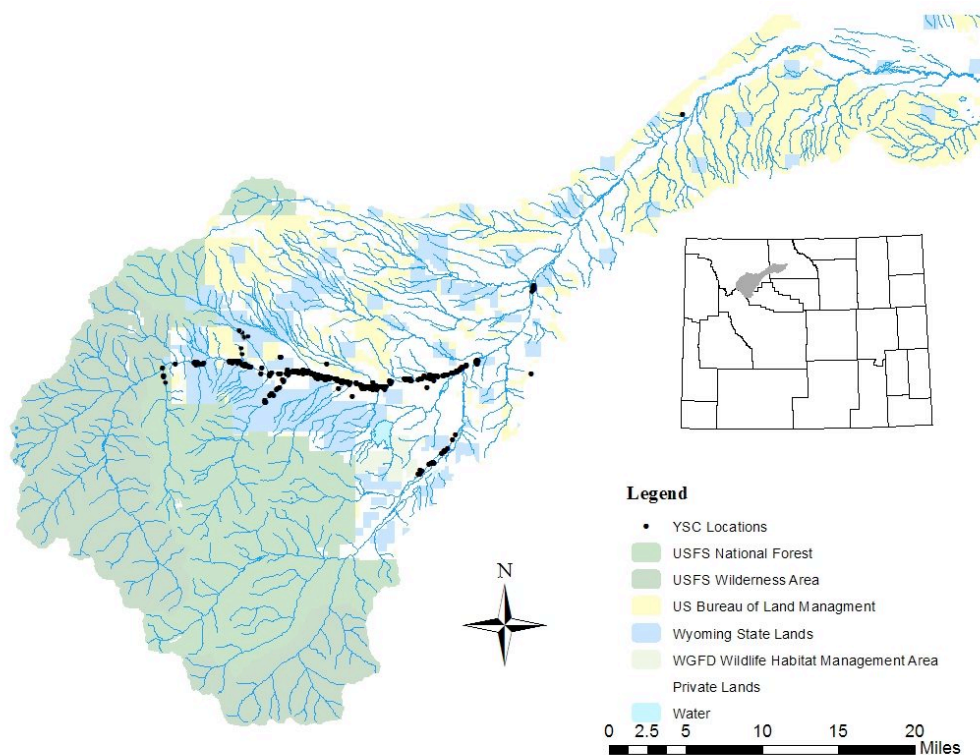 N
Legend
YSC Locations
USFS National Forest
USFS Wilderness Area
US Bureau of Land Managment
Wyoming State Lands
WGFD Wildlife Habitat Management Area
Private Lands
Water
0 2.5 5 10 15 20
Miles